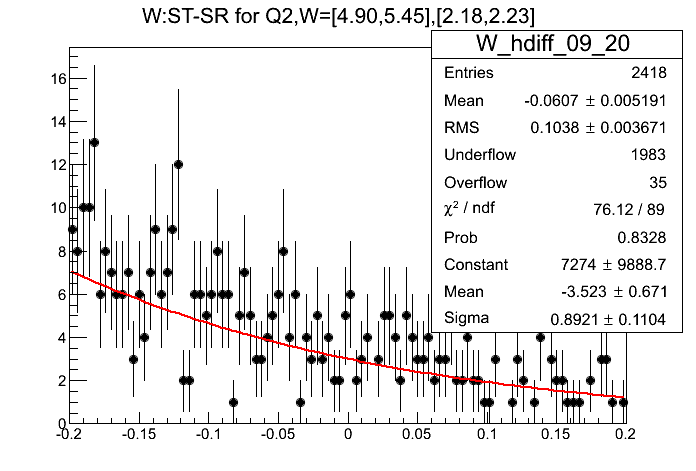 W:ST-SR for Q2,W=[4.90,5.45],[2.18,2.23]
W_hdiff_09_20
Entries 2418
Mean -0.0607 ± 0.005191
RMS 0.1038 ± 0.003671
Underflow 1983
Overflow 35
χ² / ndf 76.12 / 89
Prob 0.8328
Constant 7274 ± 9888.7
Mean -3.523 ± 0.671
Sigma 0.8921 ± 0.1104
16
14
12
10
8
6
4
2
0
-0.2 -0.15 -0.1 -0.05 0 0.05 0.1 0.15 0.2